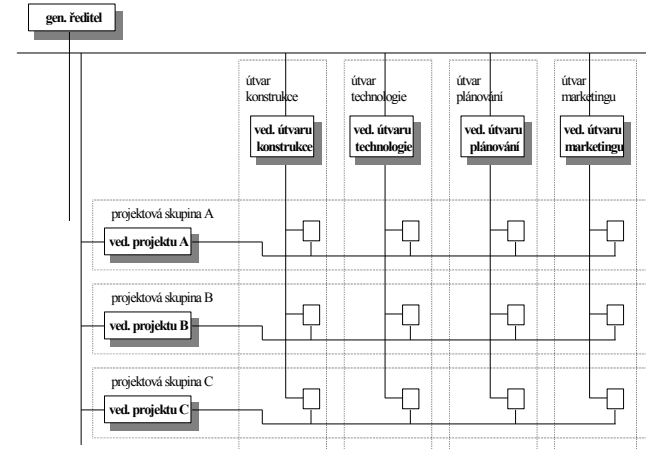 gen. ředitel
útvar
konstrukce
útvar
technologie
útvar
plánování
útvar
marketingu
ved. útvaru
konstrukce
ved. útvaru
technologie
ved. útvaru
plánování
ved. útvaru
marketingu
projektová skupina A
ved. projektu A
projektová skupina B
ved. projektu B
projektová skupina C
ved. projektu C